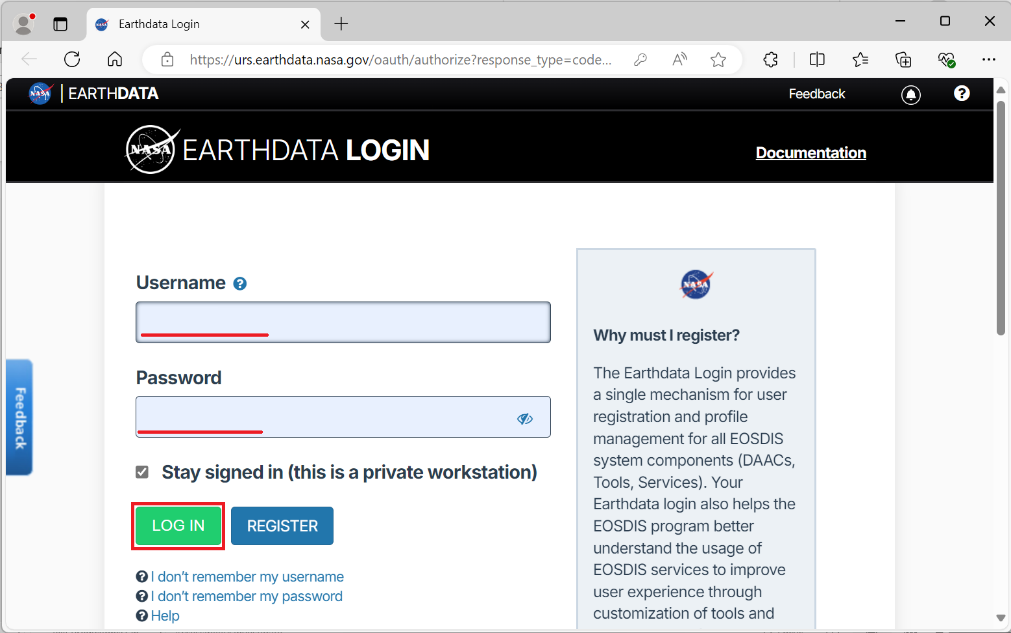 Earthdata Login
https://urs.earthdata.nasa.gov/oauth/authorize?response_type=code...
NASA
EARTHDATA
Feedback
NASA
EARTHDATA LOGIN
Documentation
Username
Password
Stay signed in (this is a private workstation)
LOG IN
REGISTER
I don't remember my username
I don't remember my password
Help
Feedback
NASA
Why must I register?
The Earthdata Login provides
a single mechanism for user
registration and profile
management for all EOSDIS
system components (DAACs,
Tools, Services). Your
Earthdata login also helps the
EOSDIS program better
understand the usage of
EOSDIS services to improve
user experience through
customization of tools and